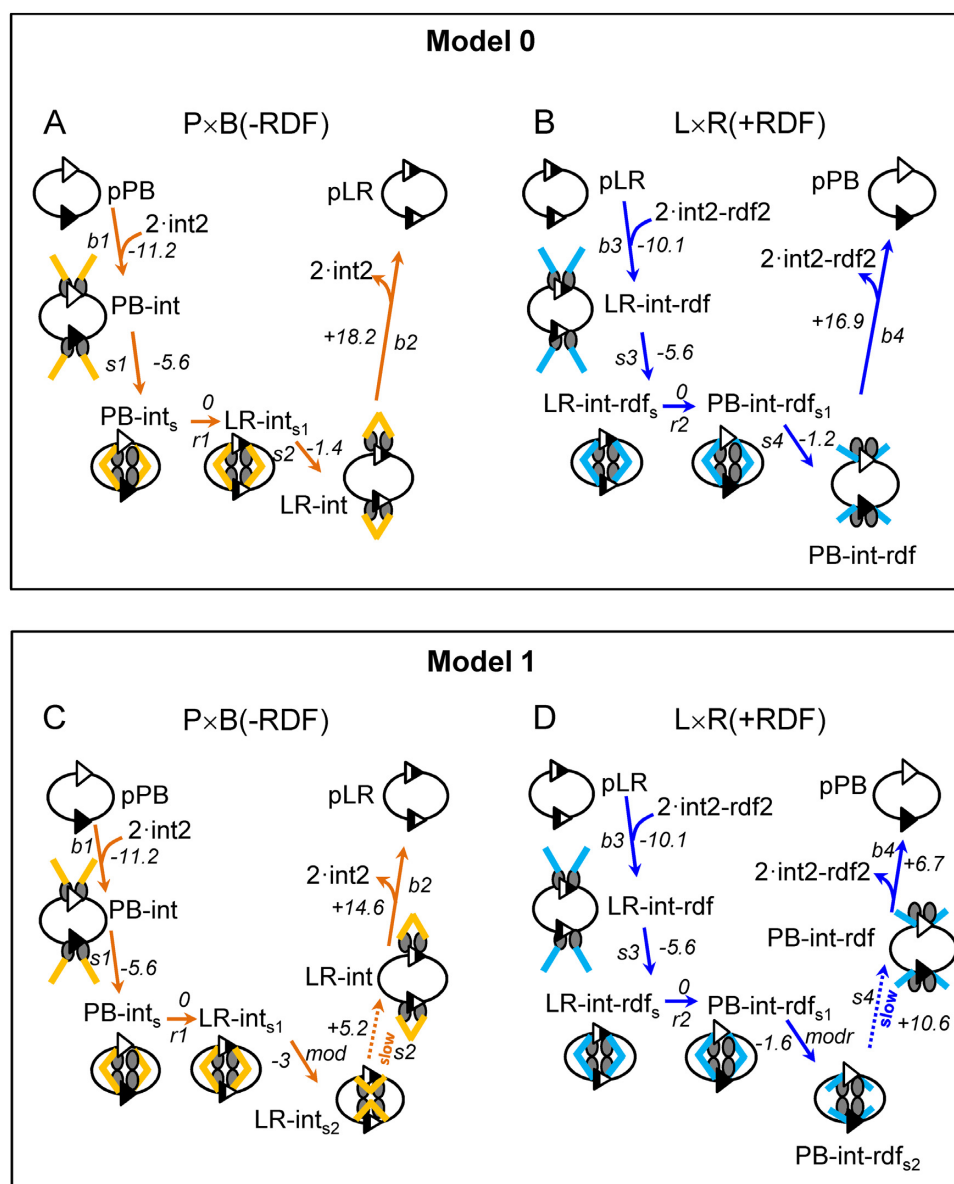 Model 0
A
P×B(-RDF)
pPB
2·int2
b1
-11.2
PB-int
s1
-5.6
PB-ints
0
r1
LR-ints1
s2
-1.4
LR-int
pLR
2·int2
+18.2
b2
B
L×R(+RDF)
pLR
2·int2-rdf2
b3
-10.1
LR-int-rdf
s3
-5.6
LR-int-rdfs
0
r2
PB-int-rdfs1
s4
-1.2
PB-int-rdf
pPB
2·int2-rdf2
+16.9
b4
Model 1
C
P×B(-RDF)
pPB
2·int2
b1
-11.2
PB-int
s1
-5.6
PB-ints
0
r1
LR-ints1
-3
mod
LR-ints2
+5.2
slow
s2
LR-int
2·int2
+14.6
b2
pLR
D
L×R(+RDF)
pLR
2·int2-rdf2
b3
-10.1
LR-int-rdf
s3
-5.6
LR-int-rdfs
0
r2
PB-int-rdfs1
-1.6
modr
PB-int-rdfs2
s4
slow
+10.6
PB-int-rdf
2·int2-rdf2
b4
+6.7
pPB